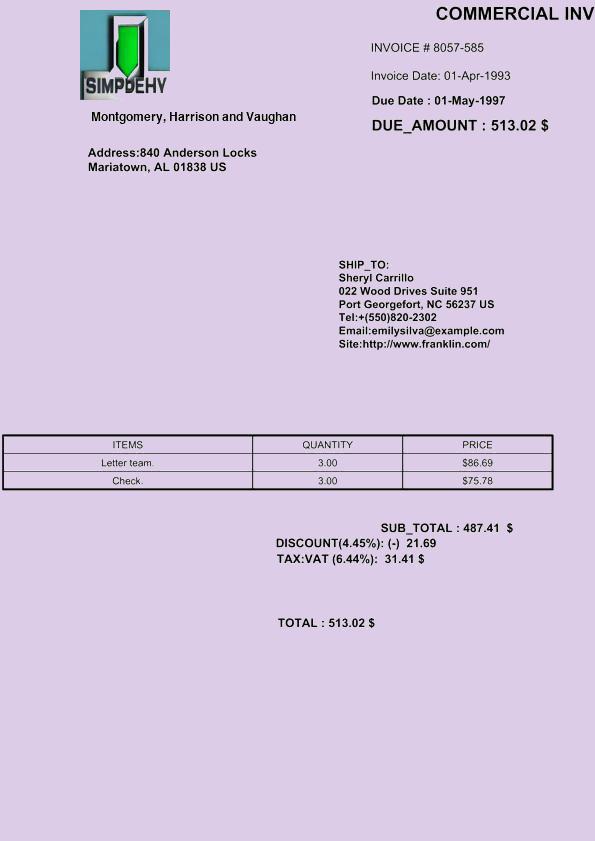 COMMERCIAL INV
INVOICE # 8057-585
Invoice Date: 01-Apr-1993
Due Date : 01-May-1997
DUE_AMOUNT : 513.02 $
SIMPDEHY
Montgomery, Harrison and Vaughan
Address:840 Anderson Locks
Mariatown, AL 01838 US
SHIP_TO:
Sheryl Carrillo
022 Wood Drives Suite 951
Port Georgefort, NC 56237 US
Tel:+(550)820-2302
Email:emilysilva@example.com
Site:http://www.franklin.com/
ITEMS QUANTITY PRICE
Letter team. 3.00 $86.69
Check. 3.00 $75.78
SUB_TOTAL : 487.41 $
DISCOUNT(4.45%): (-) 21.69
TAX:VAT (6.44%): 31.41 $
TOTAL : 513.02 $